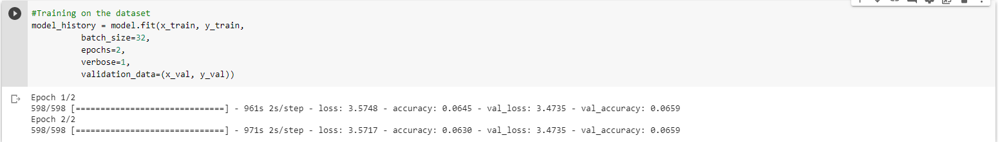 #Training on the dataset
model_history = model.fit(x_train, y_train,
batch_size=32,
epochs=2,
verbose=1,
validation_data=(x_val, y_val))
Epoch 1/2
598/598 [==============================] - 961s 2s/step - loss: 3.5748 - accuracy: 0.0645 - val_loss: 3.4735 - val_accuracy: 0.0659
Epoch 2/2
598/598 [==============================] - 971s 2s/step - loss: 3.5717 - accuracy: 0.0630 - val_loss: 3.4735 - val_accuracy: 0.0659